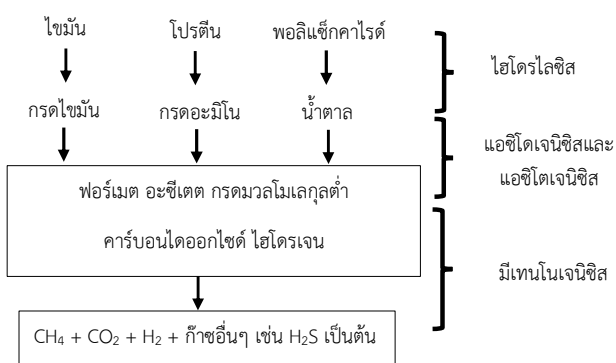 ไขมัน โปรตีน พอลิแซ็กคาไรด์
ไฮโดรไลซิส
กรดไขมัน กรดอะมิโน น้ำตาล
แอซิโดเจนิซิสและ
แอซิโตเจนิซิส
ฟอร์เมต อะซีเตต กรดมวลโมเลกุลต่ำ
คาร์บอนไดออกไซด์ ไฮโดรเจน
มีเทนโนเจนิซิส
CH₄ + CO₂ + H₂ + ก๊าซอื่นๆ เช่น H₂S เป็นต้น